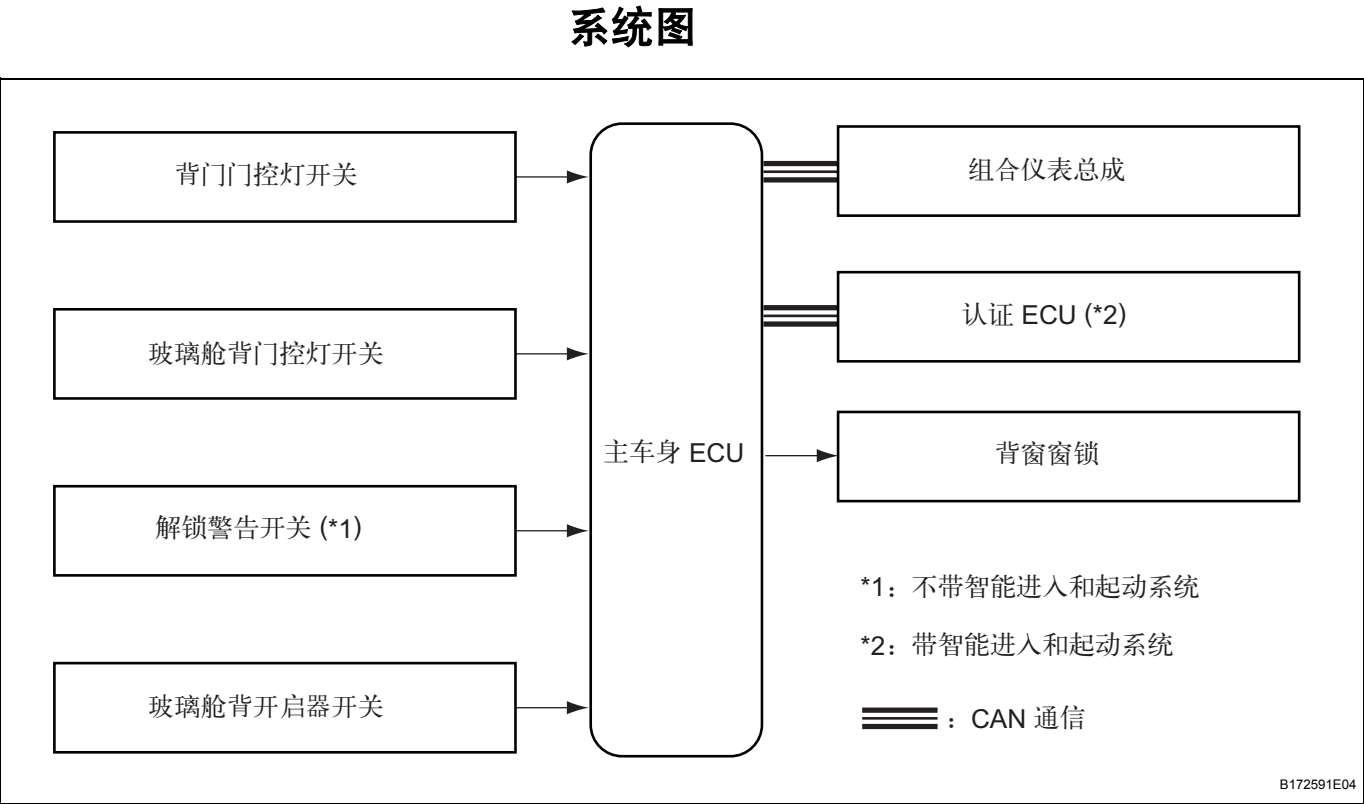 系统图
背门门控灯开关
玻璃舱背门控灯开关
解锁警告开关 (*1)
玻璃舱背开启器开关
主车身 ECU
组合仪表总成
认证 ECU (*2)
背窗窗锁
*1：不带智能进入和起动系统
*2：带智能进入和起动系统
：CAN 通信
B172591E04